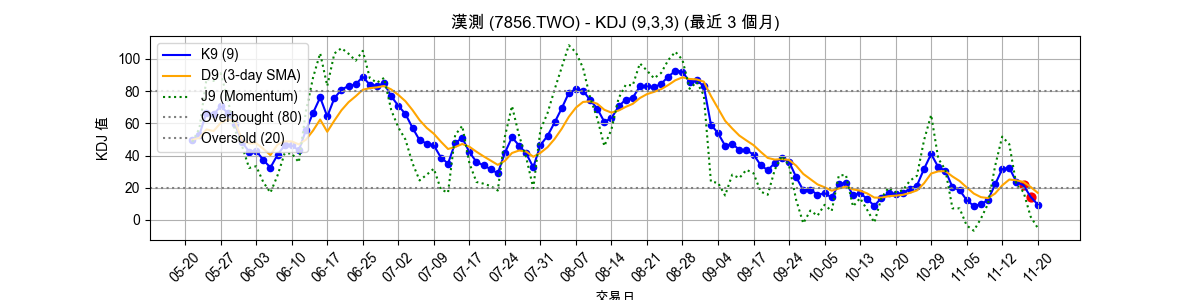 漢測 (7856.TWO) - KDJ (9,3,3) (最近 3 個月)
K9 (9)
D9 (3-day SMA)
J9 (Momentum)
Overbought (80)
Oversold (20)
KDJ 值
100
80
60
40
20
0
05-20 05-27 06-03 06-10 06-17 06-25 07-02 07-09 07-17 07-24 07-31 08-07 08-14 08-21 08-28 09-04 09-17 09-24 10-05 10-13 10-20 10-29 11-05 11-12 11-20
交易日